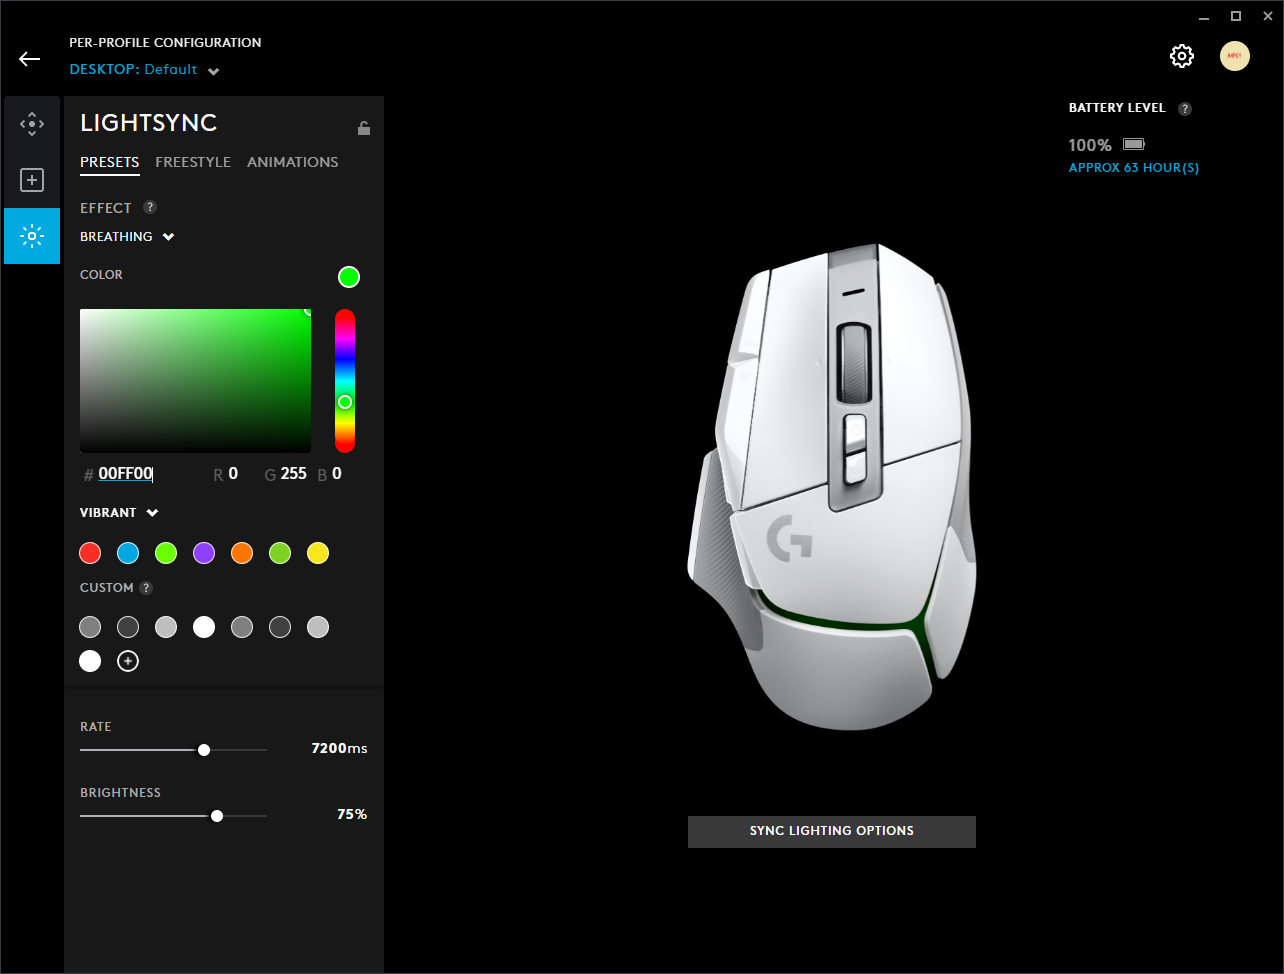 PER-PROFILE CONFIGURATION
DESKTOP: Default
BATTERY LEVEL ?
100%
APPROX 63 HOUR(S)
LIGHTSYNC
PRESETS FREESTYLE ANIMATIONS
EFFECT ?
BREATHING
COLOR
# 00FF00 R 0 G 255 B 0
VIBRANT
CUSTOM ?
RATE
7200ms
BRIGHTNESS
75%
G
SYNC LIGHTING OPTIONS